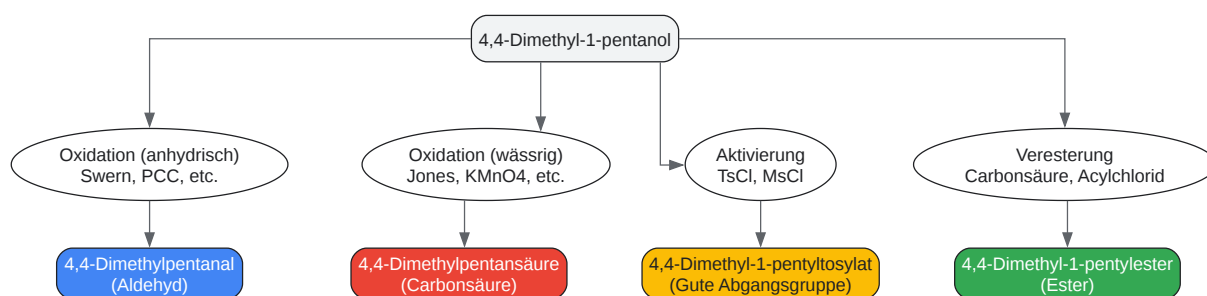 4,4-Dimethyl-1-pentanol
Oxidation (anhydrisch)
Swern, PCC, etc.
Oxidation (wässrig)
Jones, KMnO4, etc.
Aktivierung
TsCl, MsCl
Veresterung
Carbonsäure, Acylchlorid
4,4-Dimethylpentanal
(Aldehyd)
4,4-Dimethylpentansäure
(Carbonsäure)
4,4-Dimethyl-1-pentyltosylat
(Gute Abgangsgruppe)
4,4-Dimethyl-1-pentylester
(Ester)